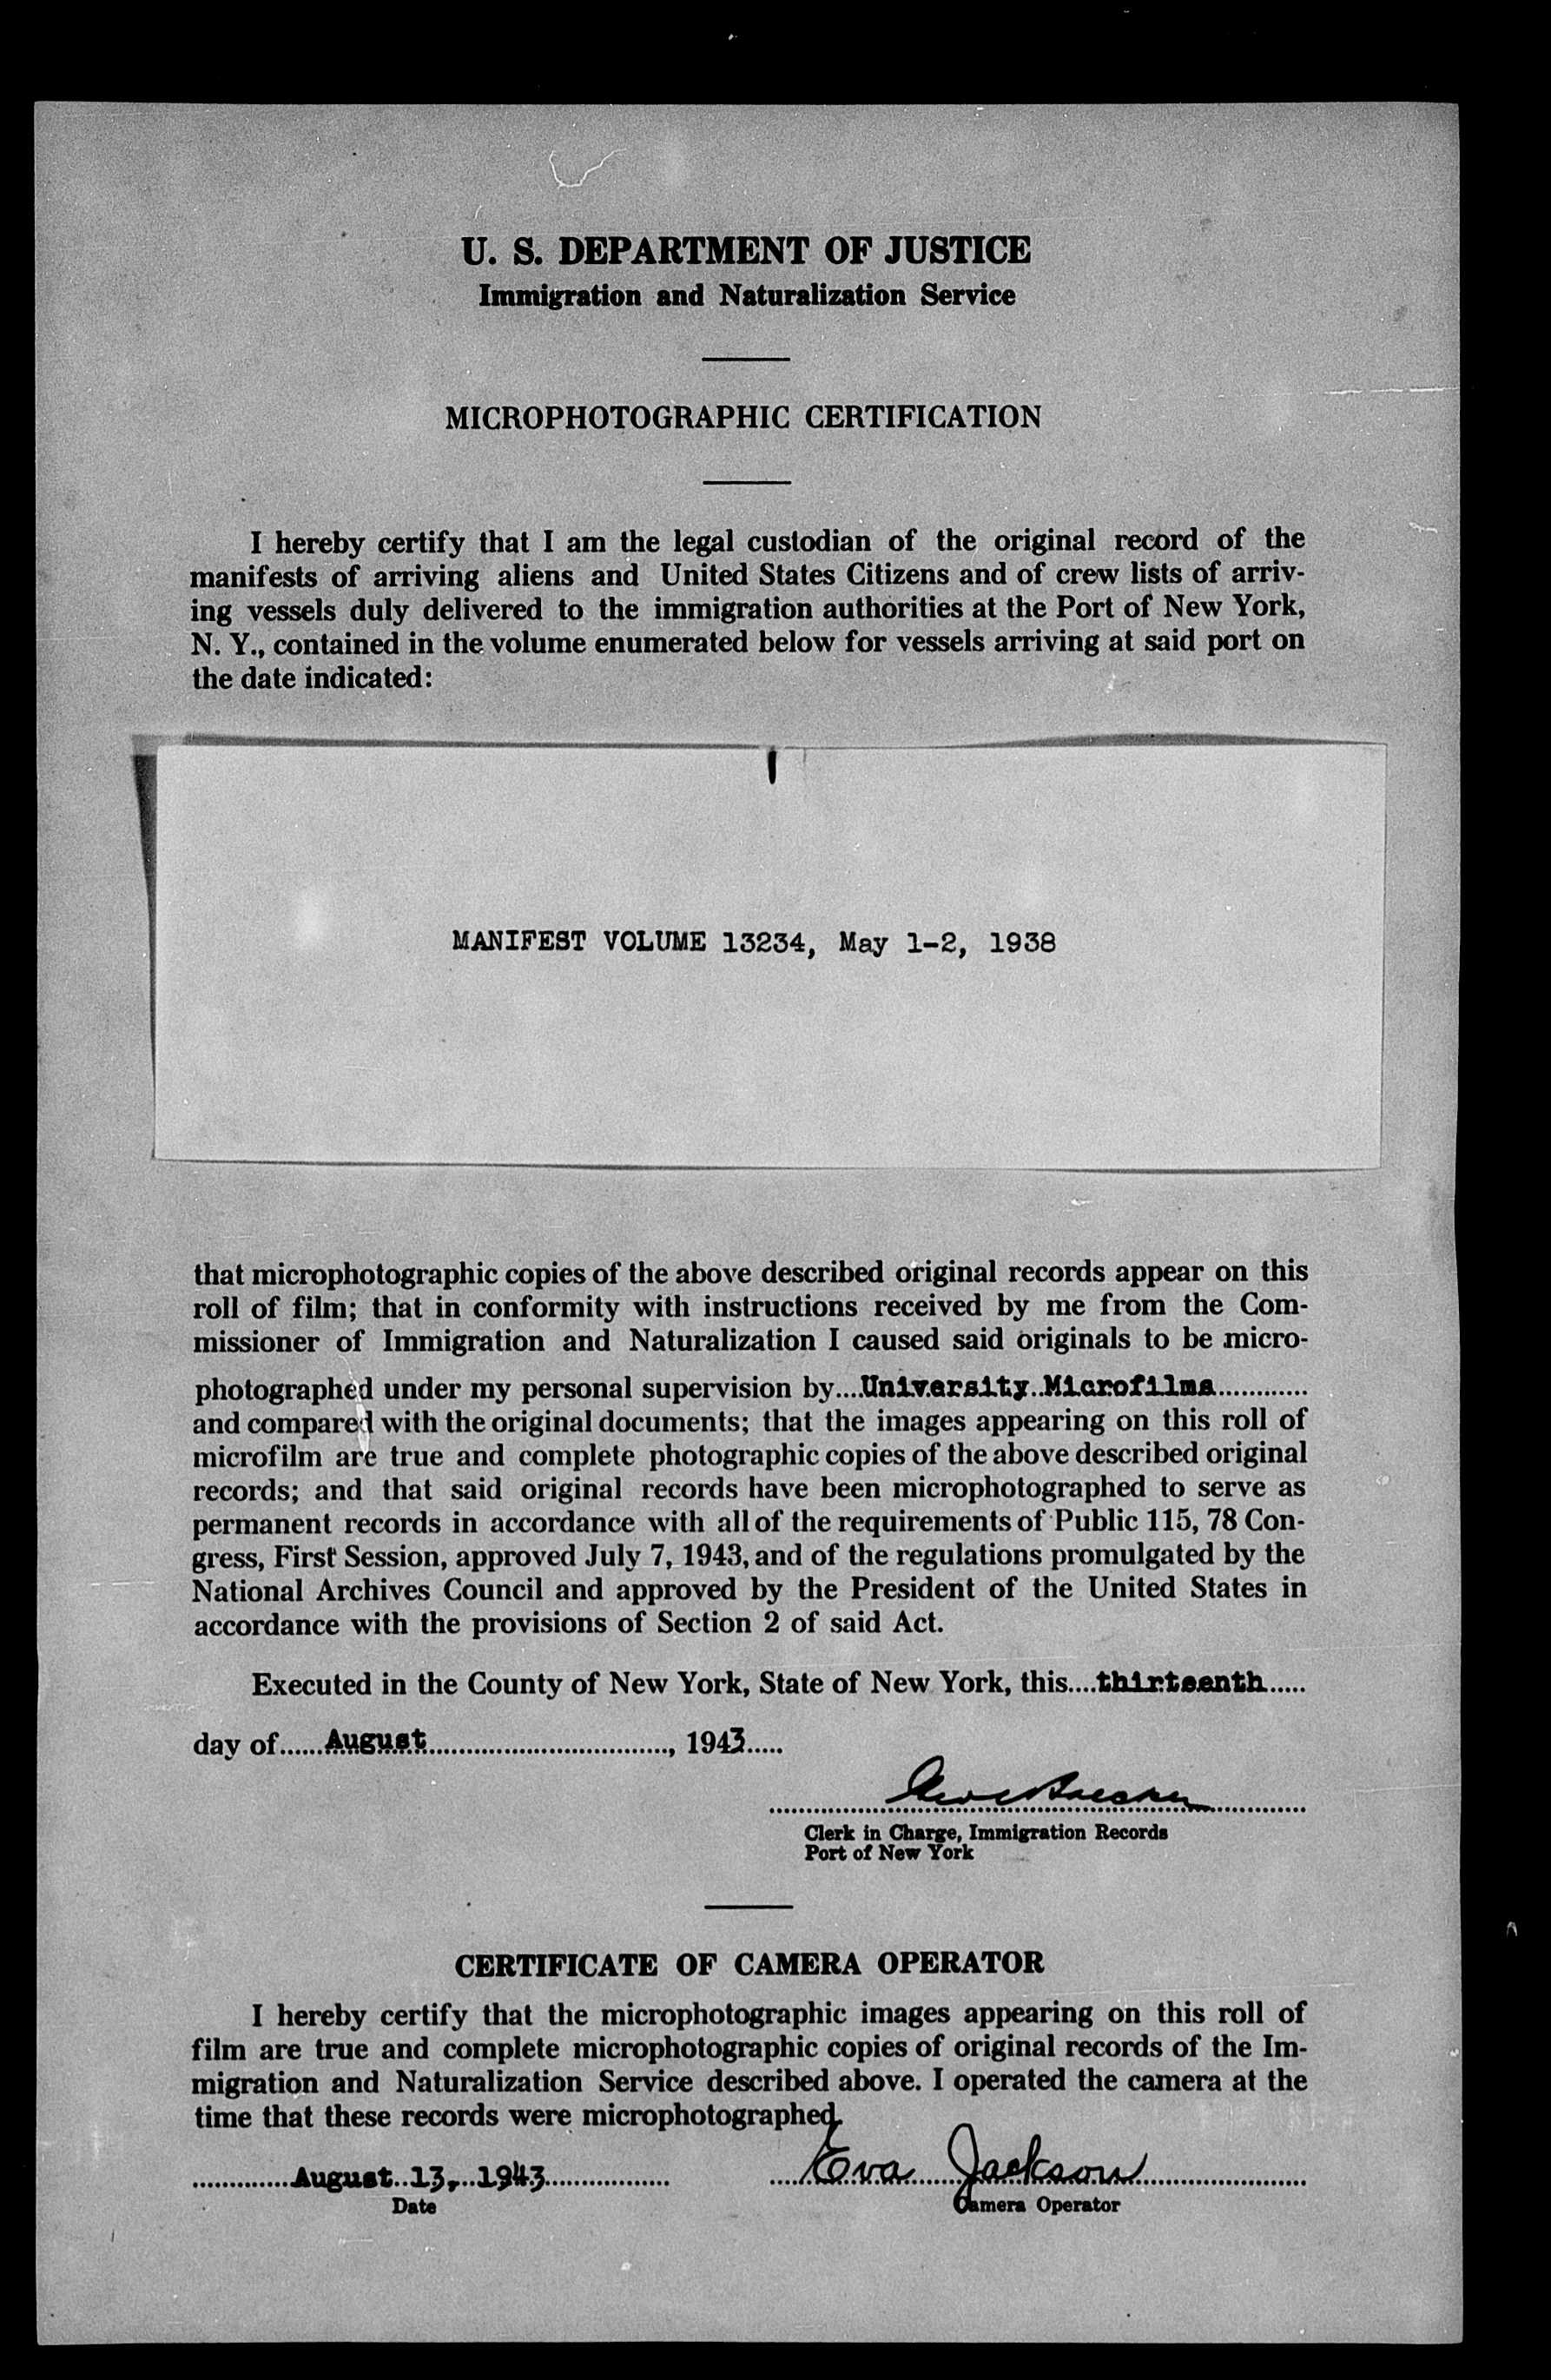 U. S. DEPARTMENT OF JUSTICE
Immigration and Naturalization Service
MICROPHOTOGRAPHIC CERTIFICATION
I hereby certify that I am the legal custodian of the original record of the
manifests of arriving aliens and United States Citizens and of crew lists of arriv-
ing vessels duly delivered to the immigration authorities at the Port of New York,
N. Y., contained in the volume enumerated below for vessels arriving at said port on
the date indicated:
MANIFEST VOLUME 13234, May 1-2, 1938
that microphotographic copies of the above described original records appear on this
roll of film; that in conformity with instructions received by me from the Com-
missioner of Immigration and Naturalization I caused said originals to be micro-
photographed under my personal supervision by....University Microfilms............
and compared with the original documents; that the images appearing on this roll of
microfilm are true and complete photographic copies of the above described original
records; and that said original records have been microphotographed to serve as
permanent records in accordance with all of the requirements of Public 115, 78 Con-
gress, First Session, approved July 7, 1943, and of the regulations promulgated by the
National Archives Council and approved by the President of the United States in
accordance with the provisions of Section 2 of said Act.
Executed in the County of New York, State of New York, this....thirteenth.....
day of......August................................, 1943.....
Clerk in Charge, Immigration Records
Port of New York
CERTIFICATE OF CAMERA OPERATOR
I hereby certify that the microphotographic images appearing on this roll of
film are true and complete microphotographic copies of original records of the Im-
migration and Naturalization Service described above. I operated the camera at the
time that these records were microphotographed.
.............August 13, 1943................ Eva Jackson
Date Camera Operator